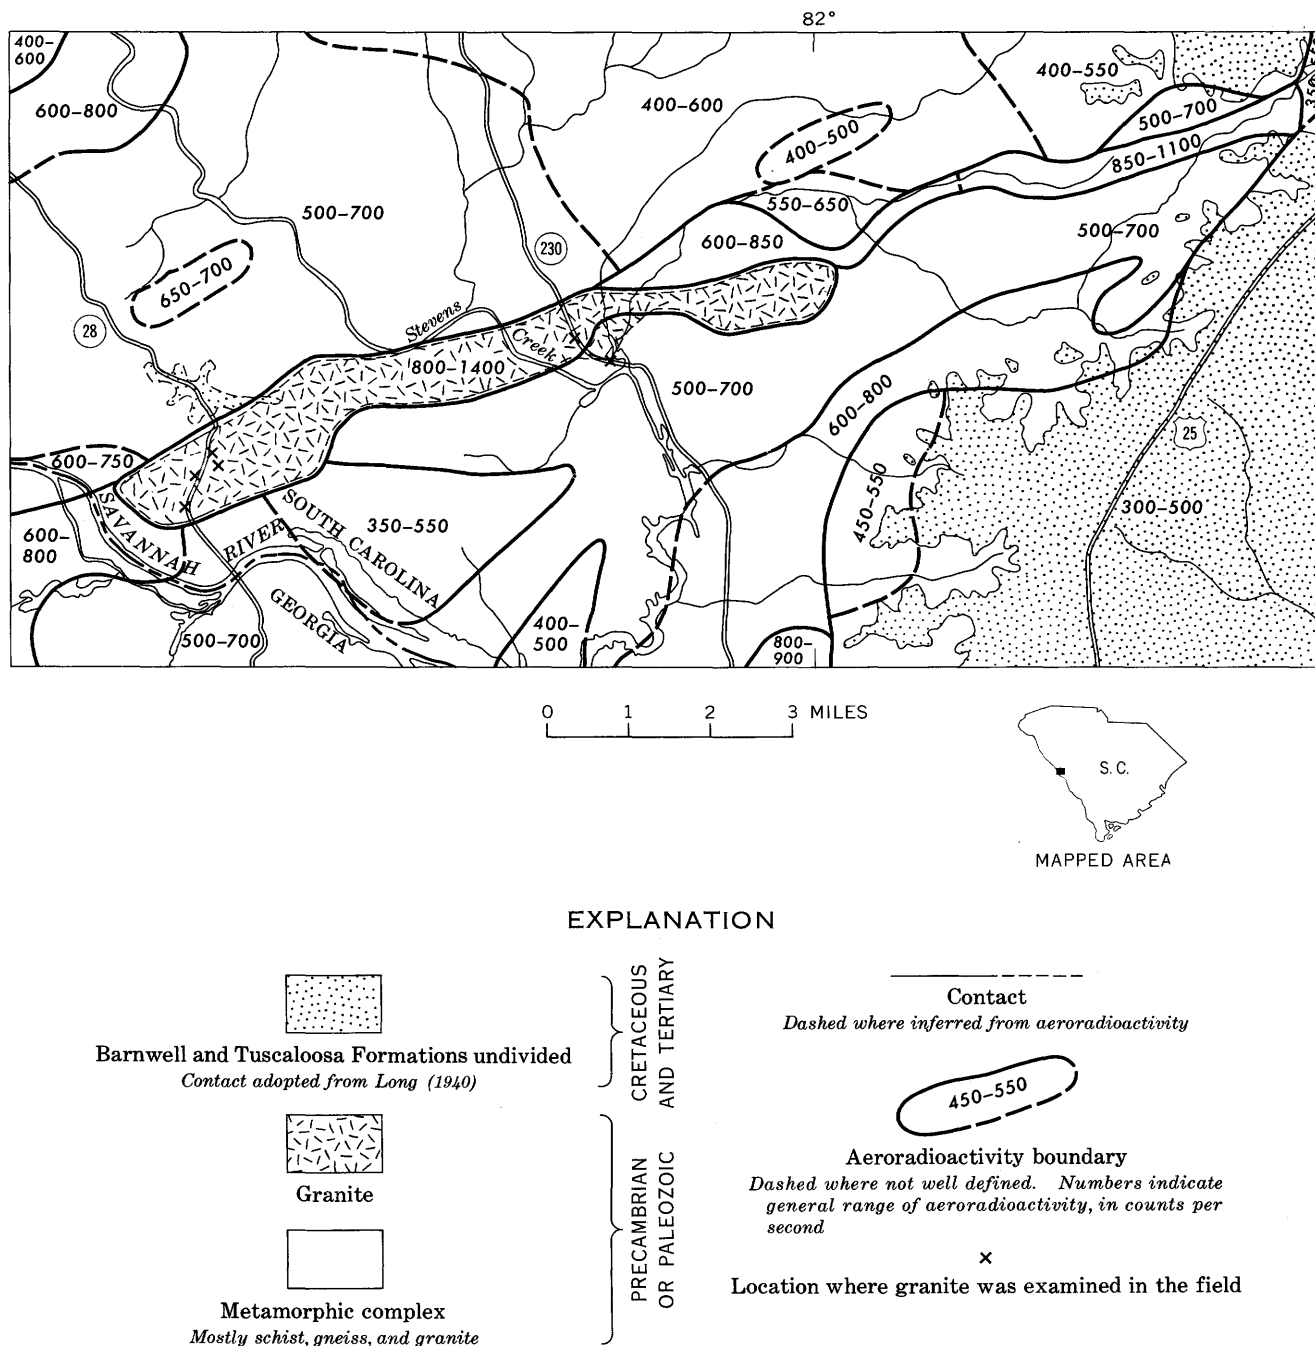 82°
400–
600
600–800
400–600
400–550
350–
500–700
850–1100
400–500
500–700
550–650
600–850
500–700
230
650–700
28
Stevens
Creek
800–1400
500–700
600–800
25
600–750
450–550
300–500
SAVANNAH
RIVER
SOUTH CAROLINA
350–550
600–
800
GEORGIA
500–700
400–
500
800–
900
0 1 2 3 MILES
S. C.
MAPPED AREA
EXPLANATION
Barnwell and Tuscaloosa Formations undivided
Contact adopted from Long (1940)
CRETACEOUS
AND TERTIARY
Granite
Metamorphic complex
Mostly schist, gneiss, and granite
PRECAMBRIAN
OR PALEOZOIC
Contact
Dashed where inferred from aeroradioactivity
450–550
Aeroradioactivity boundary
Dashed where not well defined. Numbers indicate
general range of aeroradioactivity, in counts per
second
×
Location where granite was examined in the field